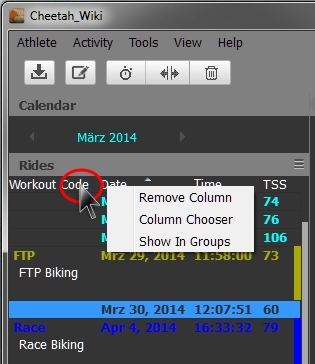 Cheetah_Wiki
Athlete Activity Tools View Help
Calendar
März 2014
Rides
Workout Code Date Time TSS
M 74
M 76
M 106
Remove Column
Column Chooser
Show In Groups
FTP Mrz 29, 2014 11:58:00 73
FTP Biking
Mrz 30, 2014 12:07:51 60
Race Apr 4, 2014 16:33:32 79
Race Biking